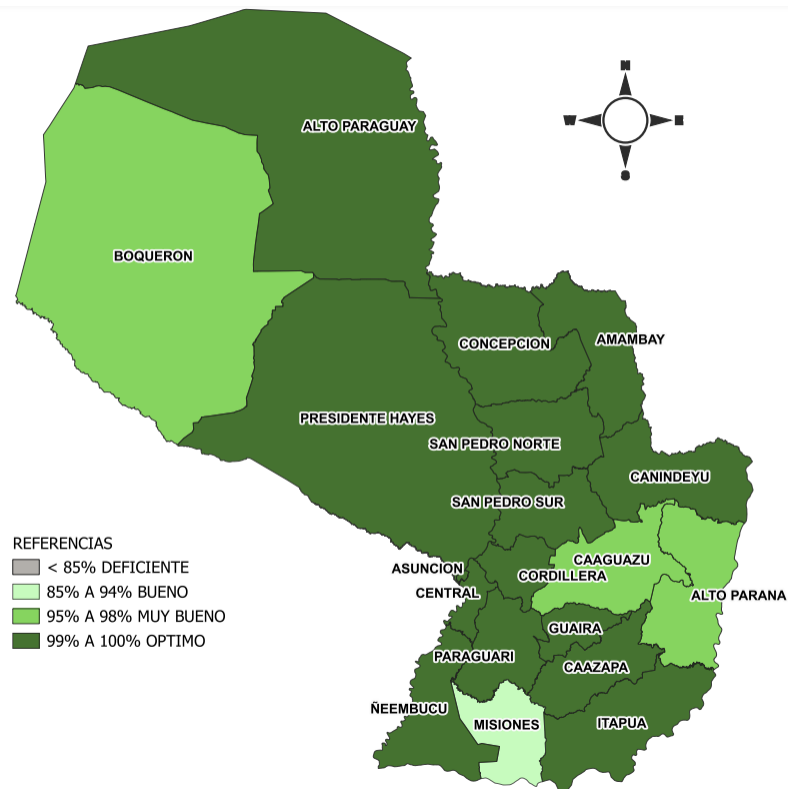 N
W
E
S
ALTO PARAGUAY
BOQUERON
CONCEPCION
AMAMBAY
PRESIDENTE HAYES
SAN PEDRO NORTE
CANINDEYU
SAN PEDRO SUR
CAAGUAZU
ASUNCION
CORDILLERA
CENTRAL
ALTO PARANA
GUAIRA
PARAGUARI
CAAZAPA
ÑEEMBUCU
MISIONES
ITAPUA
REFERENCIAS
< 85% DEFICIENTE
85% A 94% BUENO
95% A 98% MUY BUENO
99% A 100% OPTIMO